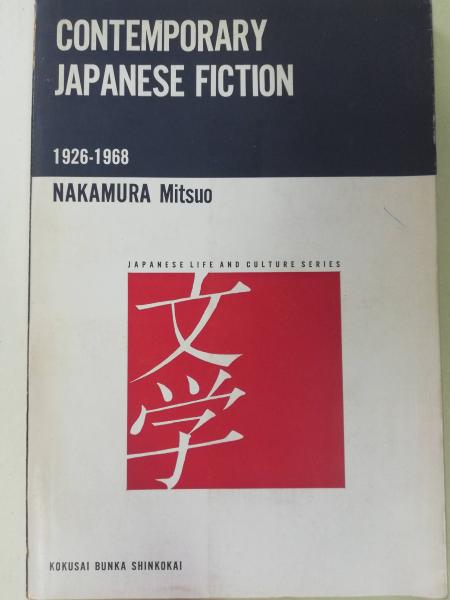 CONTEMPORARY
JAPANESE FICTION
1926-1968
NAKAMURA Mitsuo
JAPANESE LIFE AND CULTURE SERIES
文学
KOKUSAI BUNKA SHINKOKAI